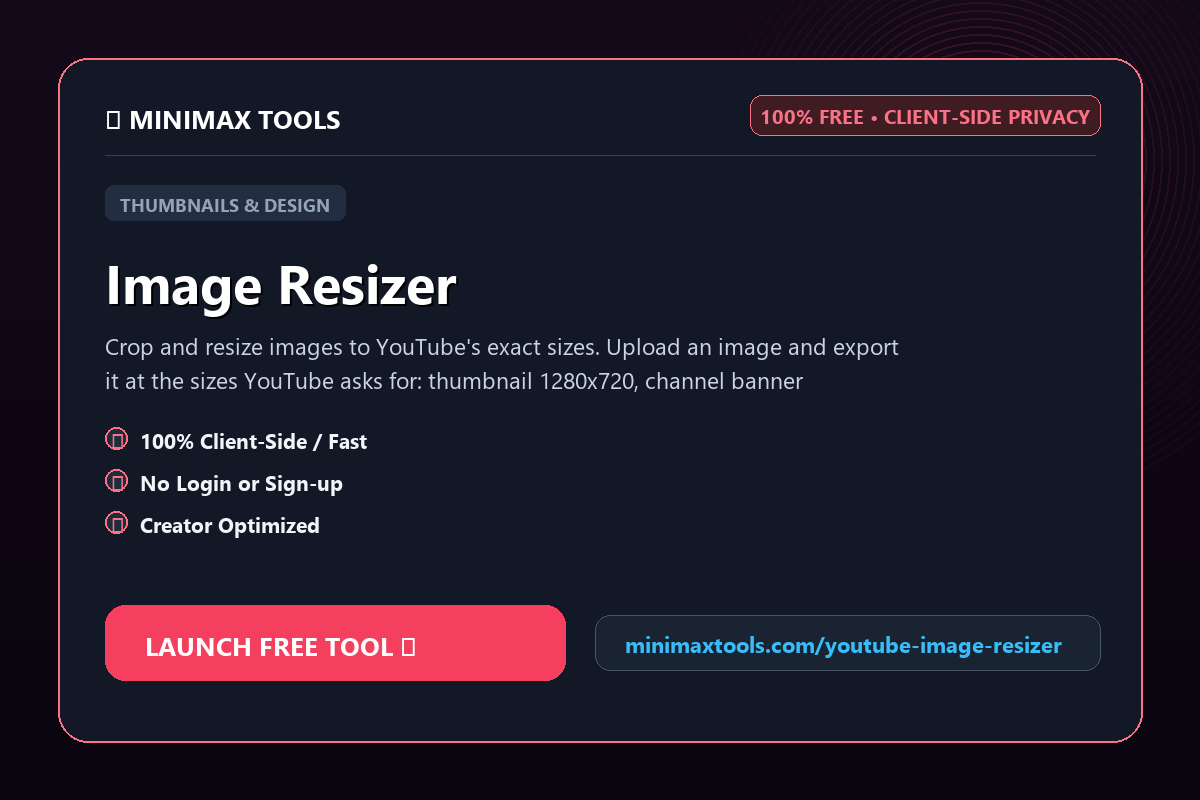 MINIMAX TOOLS
100% FREE • CLIENT-SIDE PRIVACY
THUMBNAILS & DESIGN
Image Resizer
Crop and resize images to YouTube's exact sizes. Upload an image and export
it at the sizes YouTube asks for: thumbnail 1280x720, channel banner
100% Client-Side / Fast
No Login or Sign-up
Creator Optimized
LAUNCH FREE TOOL
minimaxtools.com/youtube-image-resizer